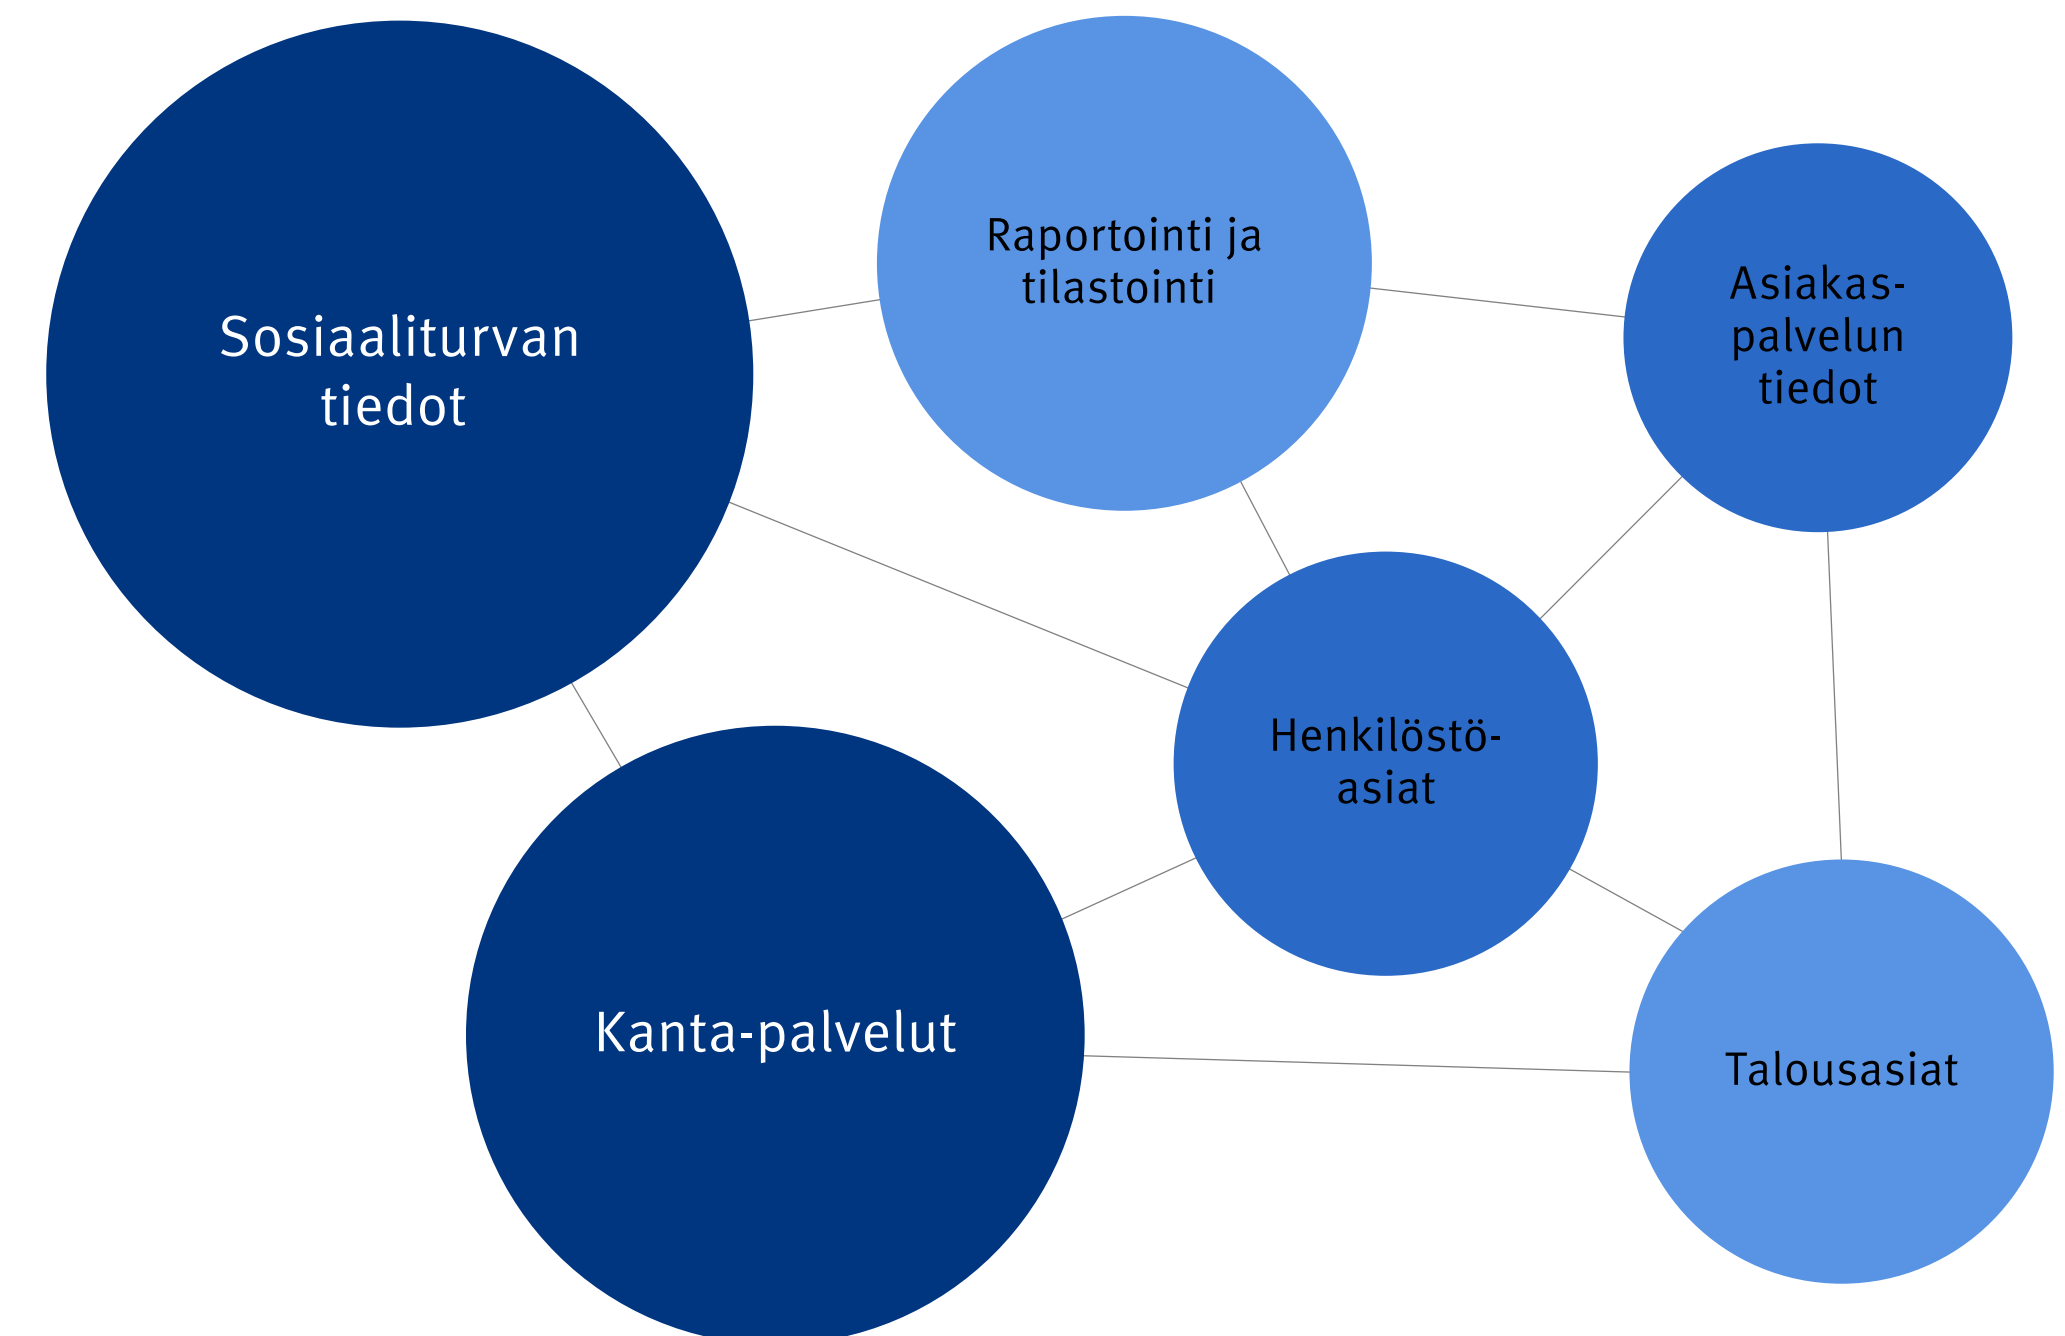 Sosiaaliturvan
tiedot
Raportointi ja
tilastointi
Asiakas-
palvelun
tiedot
Henkilöstö-
asiat
Kanta-palvelut
Talousasiat